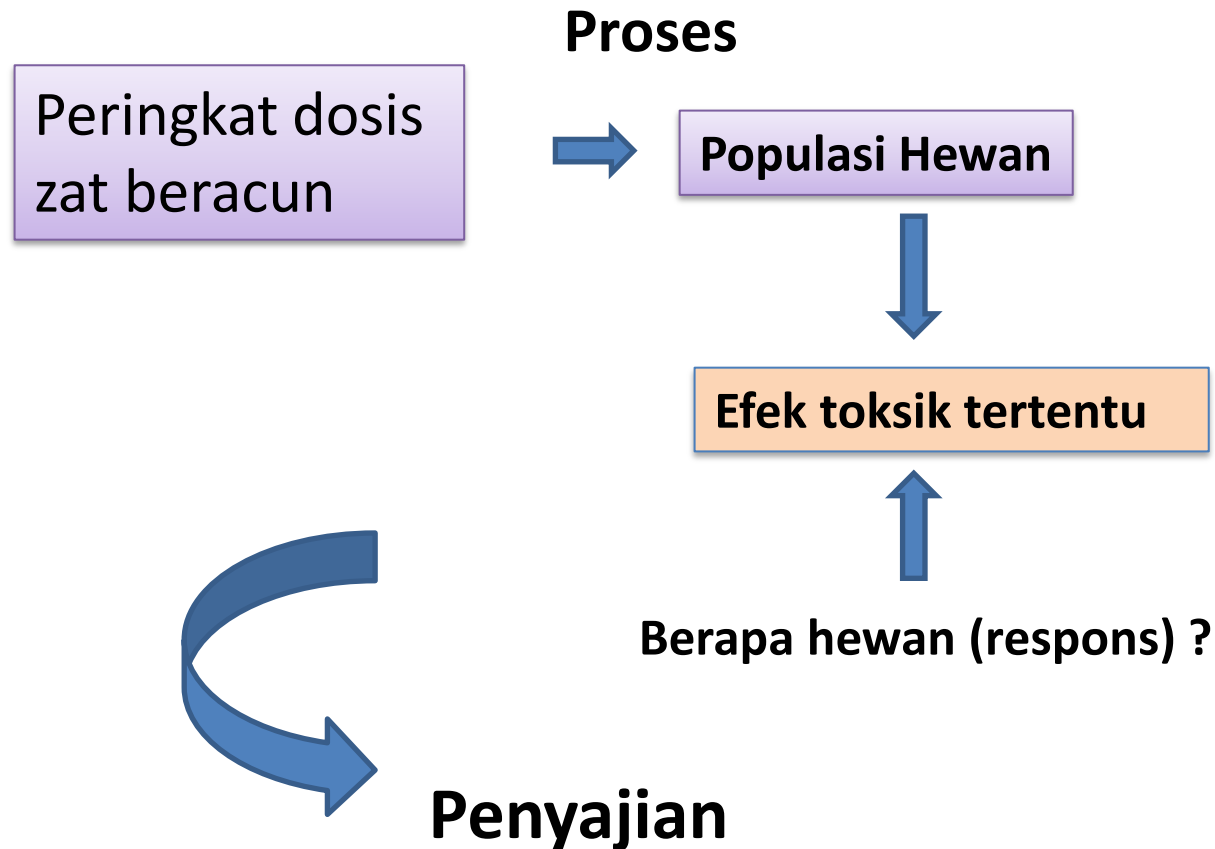 Proses
Peringkat dosis
zat beracun
Populasi Hewan
Efek toksik tertentu
Berapa hewan (respons) ?
Penyajian